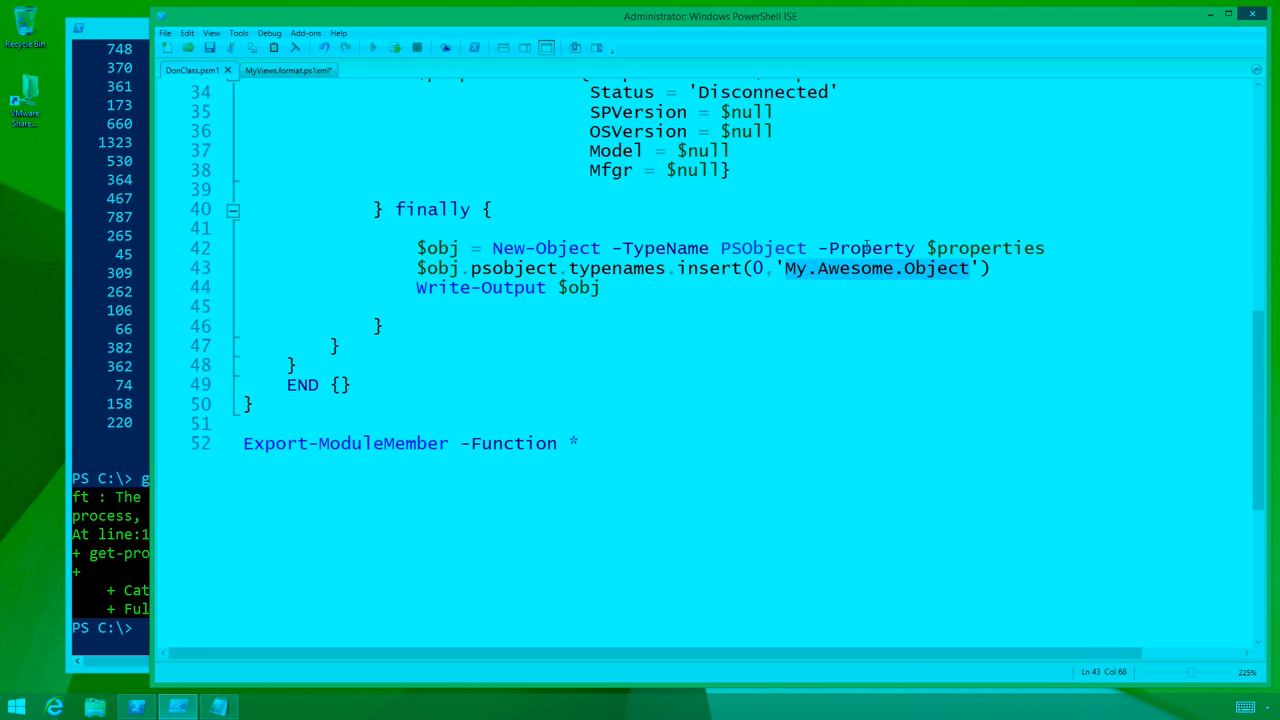 Administrator: Windows PowerShell ISE
File Edit View Tools Debug Add-ons Help
DonClass.psm1
MyViews.format.ps1xml*
34 Status = 'Disconnected'
35 SPVersion = $null
36 OSVersion = $null
37 Model = $null
38 Mfgr = $null}
39
40 } finally {
41
42 $obj = New-Object -TypeName PSObject -Property $properties
43 $obj.psobject.typenames.insert(0,'My.Awesome.Object')
44 Write-Output $obj
45
46 }
47 }
48 }
49 END {}
50 }
51
52 Export-ModuleMember -Function *
Ln 43 Col 68
225%
Recycle Bin
VMware
Share...
748
370
361
173
660
1323
530
364
467
787
265
45
309
262
106
66
382
362
74
158
220
PS C:\> g
ft : The
process,
At line:1
+ get-pro
+
+ Cat
+ Ful
PS C:\>